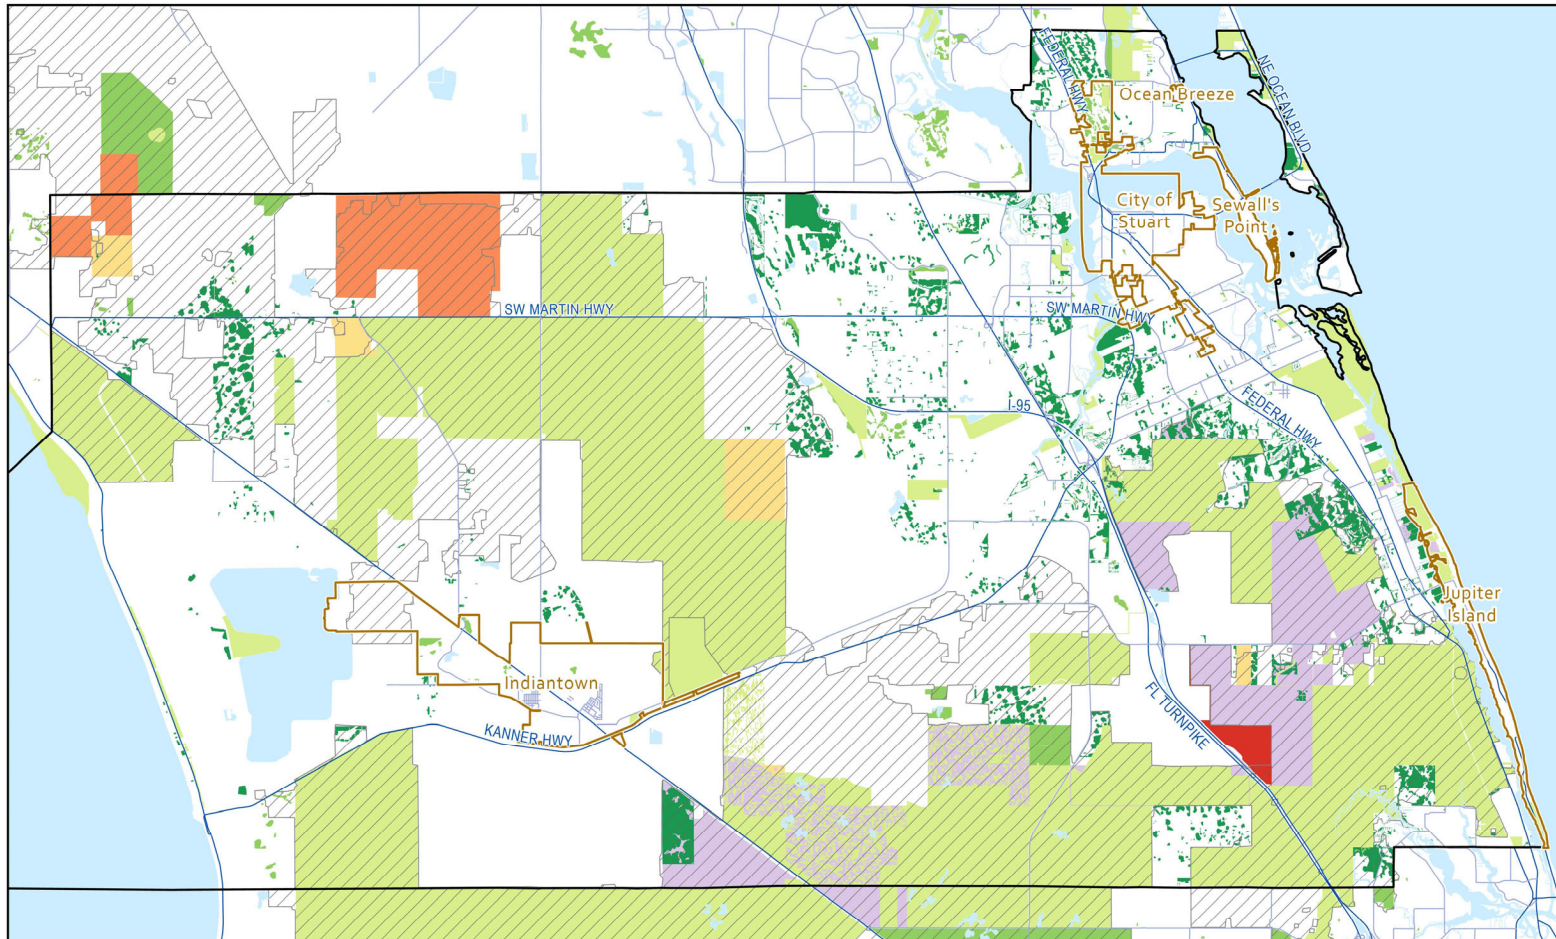 FEDERAL HWY
Ocean Breeze
NE OCEAN BLVD
City of
Stuart
Sewall's
Point
SW MARTIN HWY
SW MARTIN HWY
I-95
FEDERAL HWY
Jupiter
Island
Indiantown
KANNER HWY
FL TURNPIKE